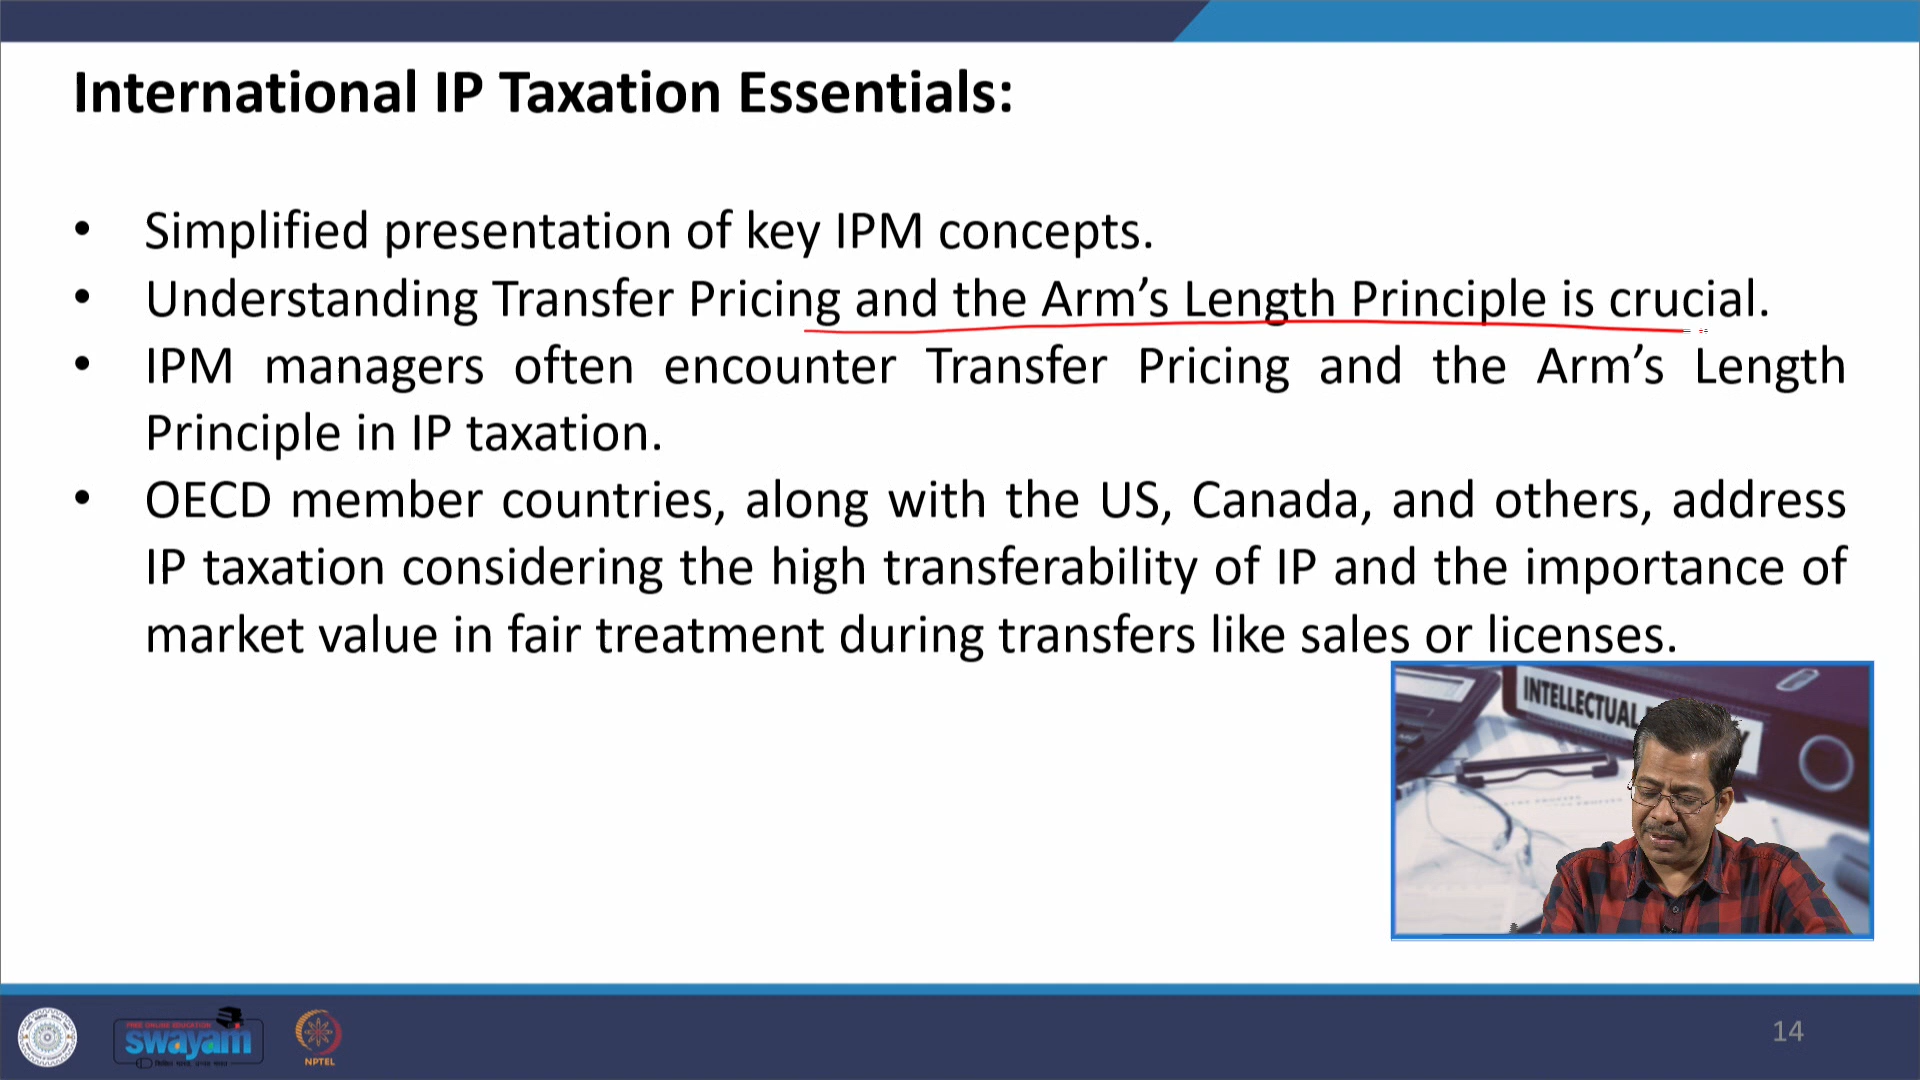 International IP Taxation Essentials:
• Simplified presentation of key IPM concepts.
• Understanding Transfer Pricing and the Arm’s Length Principle is crucial.
• IPM managers often encounter Transfer Pricing and the Arm’s Length
Principle in IP taxation.
• OECD member countries, along with the US, Canada, and others, address
IP taxation considering the high transferability of IP and the importance of
market value in fair treatment during transfers like sales or licenses.
INTELLECTUAL
FREE ONLINE EDUCATION
swayam
NPTEL
14